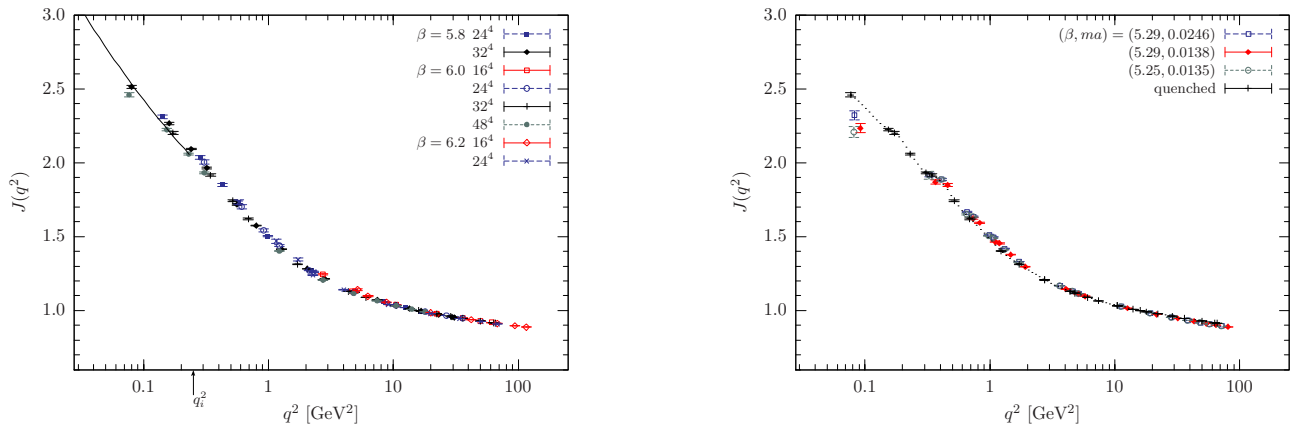 3.0
2.5
2.0
1.5
1.0
J(q²)
0.1
1
10
100
q_i²
q² [GeV²]
β = 5.8 24⁴
32⁴
β = 6.0 16⁴
24⁴
32⁴
48⁴
β = 6.2 16⁴
24⁴
3.0
2.5
2.0
1.5
1.0
J(q²)
0.1
1
10
100
q² [GeV²]
(β, ma) = (5.29, 0.0246)
(5.29, 0.0138)
(5.25, 0.0135)
quenched